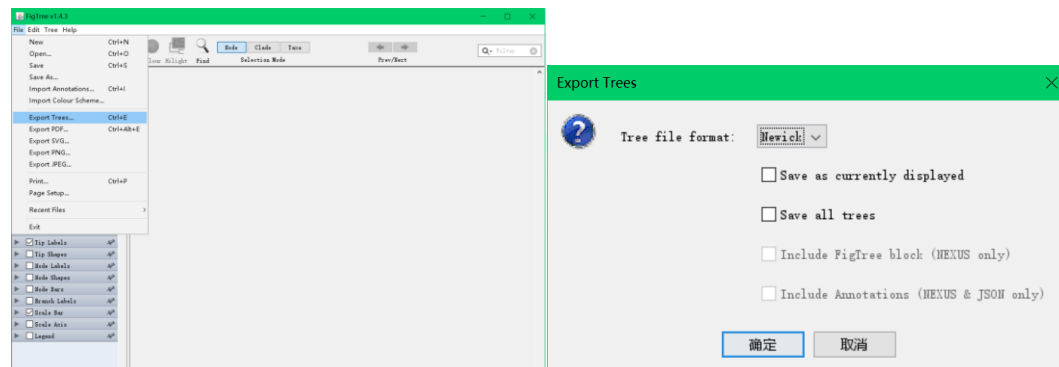 FigTree v1.4.3
File Edit Tree Help
New Ctrl+N
Open... Ctrl+O
Save Ctrl+S
Save As...
Import Annotations... Ctrl+I
Import Colour Scheme...
Export Trees... Ctrl+E
Export PDF... Ctrl+Alt+E
Export SVG...
Export PNG...
Export JPEG...
Print... Ctrl+P
Page Setup...
Recent Files
Exit
Hilight Find
Node Clade Taxa
Selection Mode
Prev/Next
filter
Tip Labels
Tip Shapes
Node Labels
Node Shapes
Node Bars
Branch Labels
Scale Bar
Scale Axis
Legend
Export Trees
Tree file format: Newick
Save as currently displayed
Save all trees
Include FigTree block (NEXUS only)
Include Annotations (NEXUS & JSON only)
确定 取消